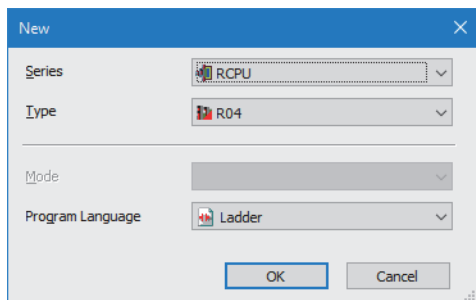 New
Series RCPU
Type R04
Mode
Program Language Ladder
OK Cancel